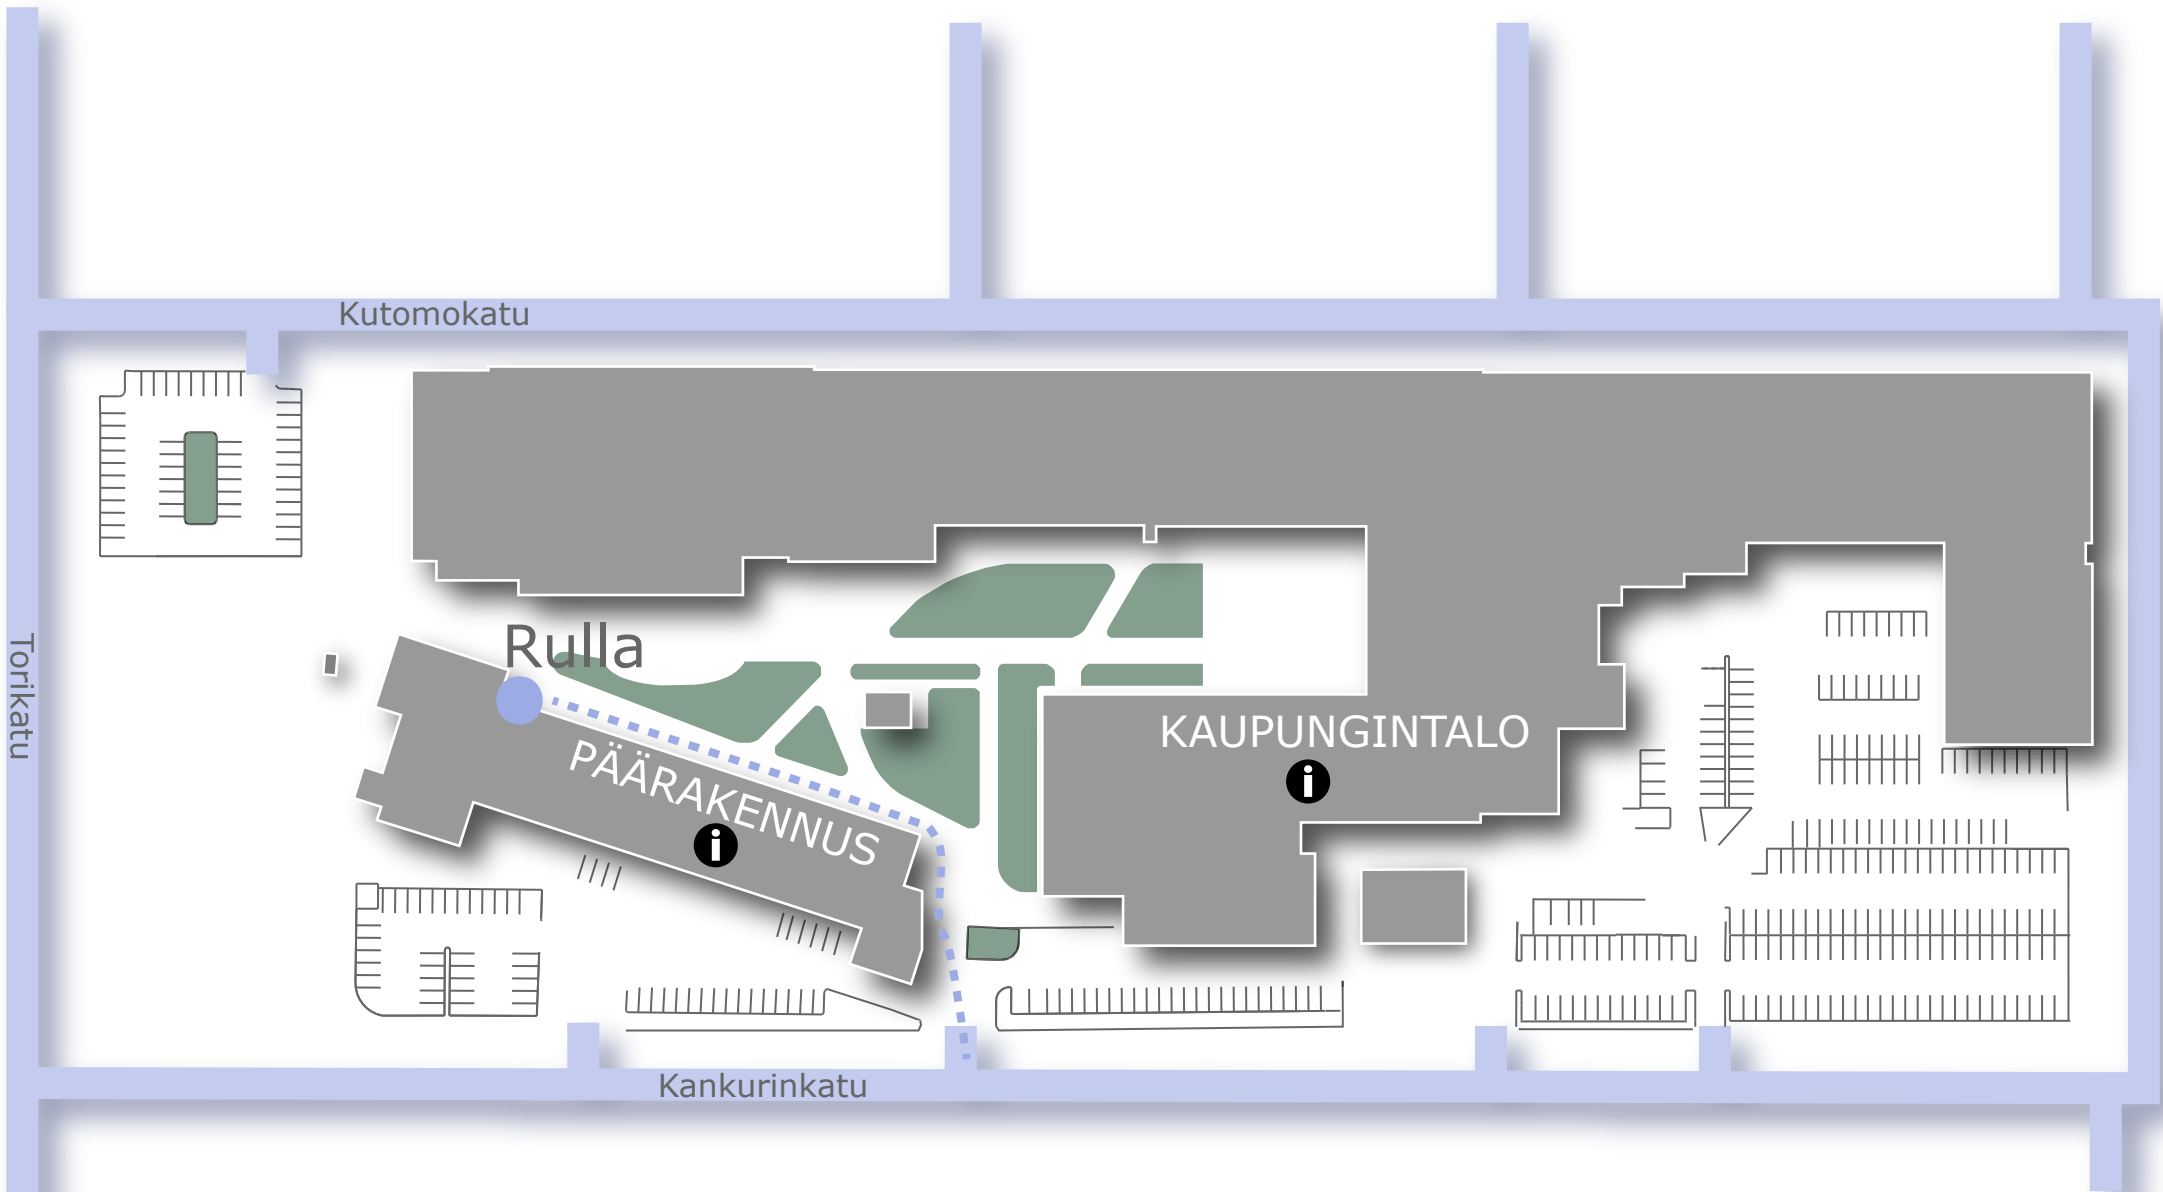 Kutomokatu
Torikatu
Rulla
PÄÄRAKENNUS
i
KAUPUNGINTALO
i
Kankurinkatu